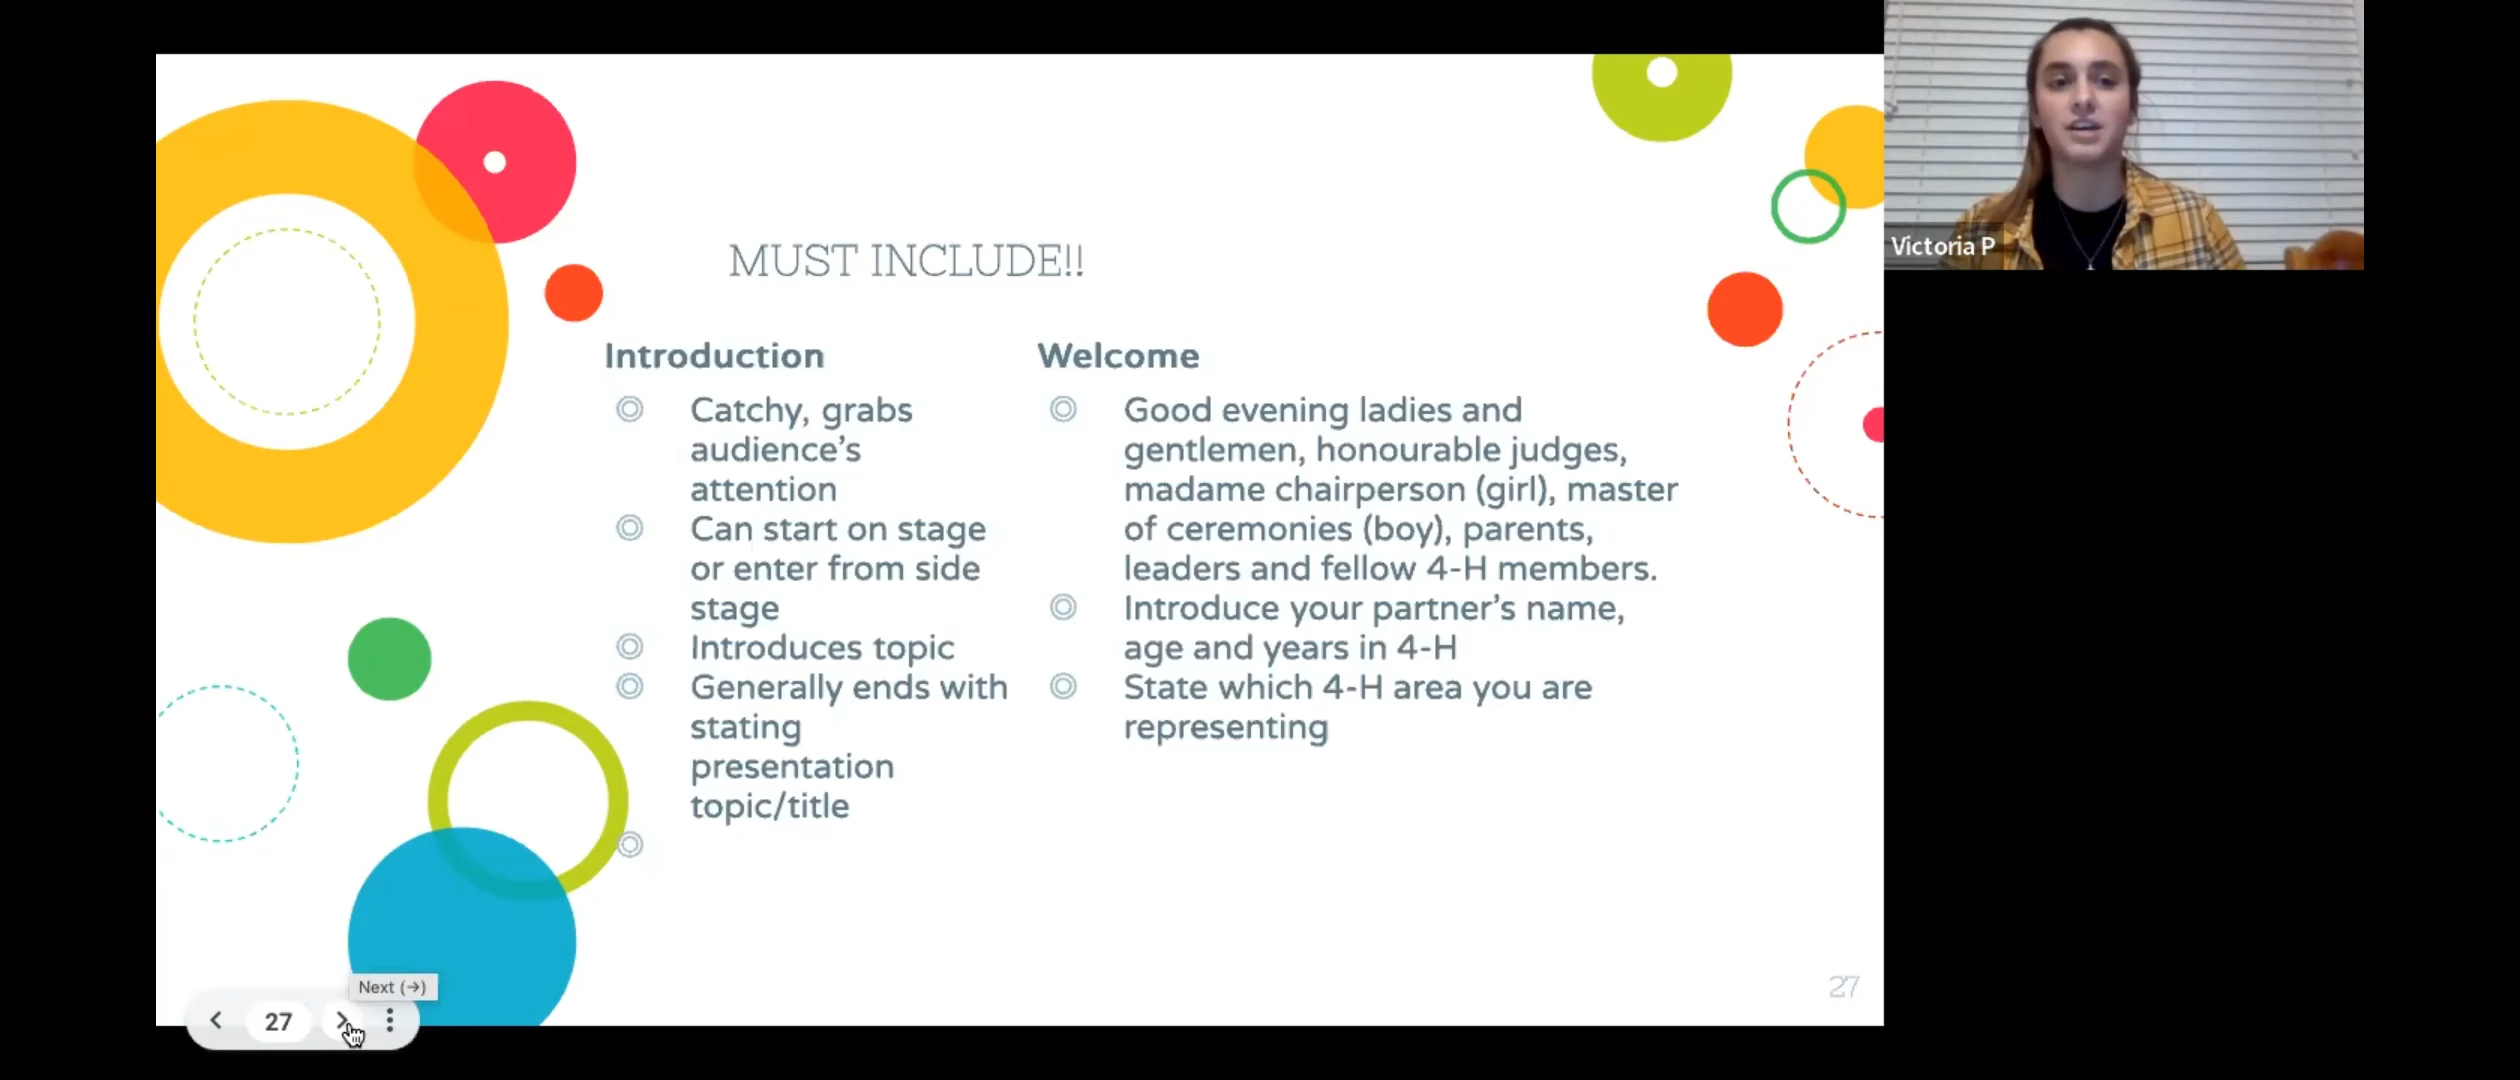 MUST INCLUDE!!
Introduction
Catchy, grabs
audience's
attention
Can start on stage
or enter from side
stage
Introduces topic
Generally ends with
stating
presentation
topic/title
Welcome
Good evening ladies and
gentlemen, honourable judges,
madame chairperson (girl), master
of ceremonies (boy), parents,
leaders and fellow 4-H members.
Introduce your partner's name,
age and years in 4-H
State which 4-H area you are
representing
27
Next (→)
27
Victoria P